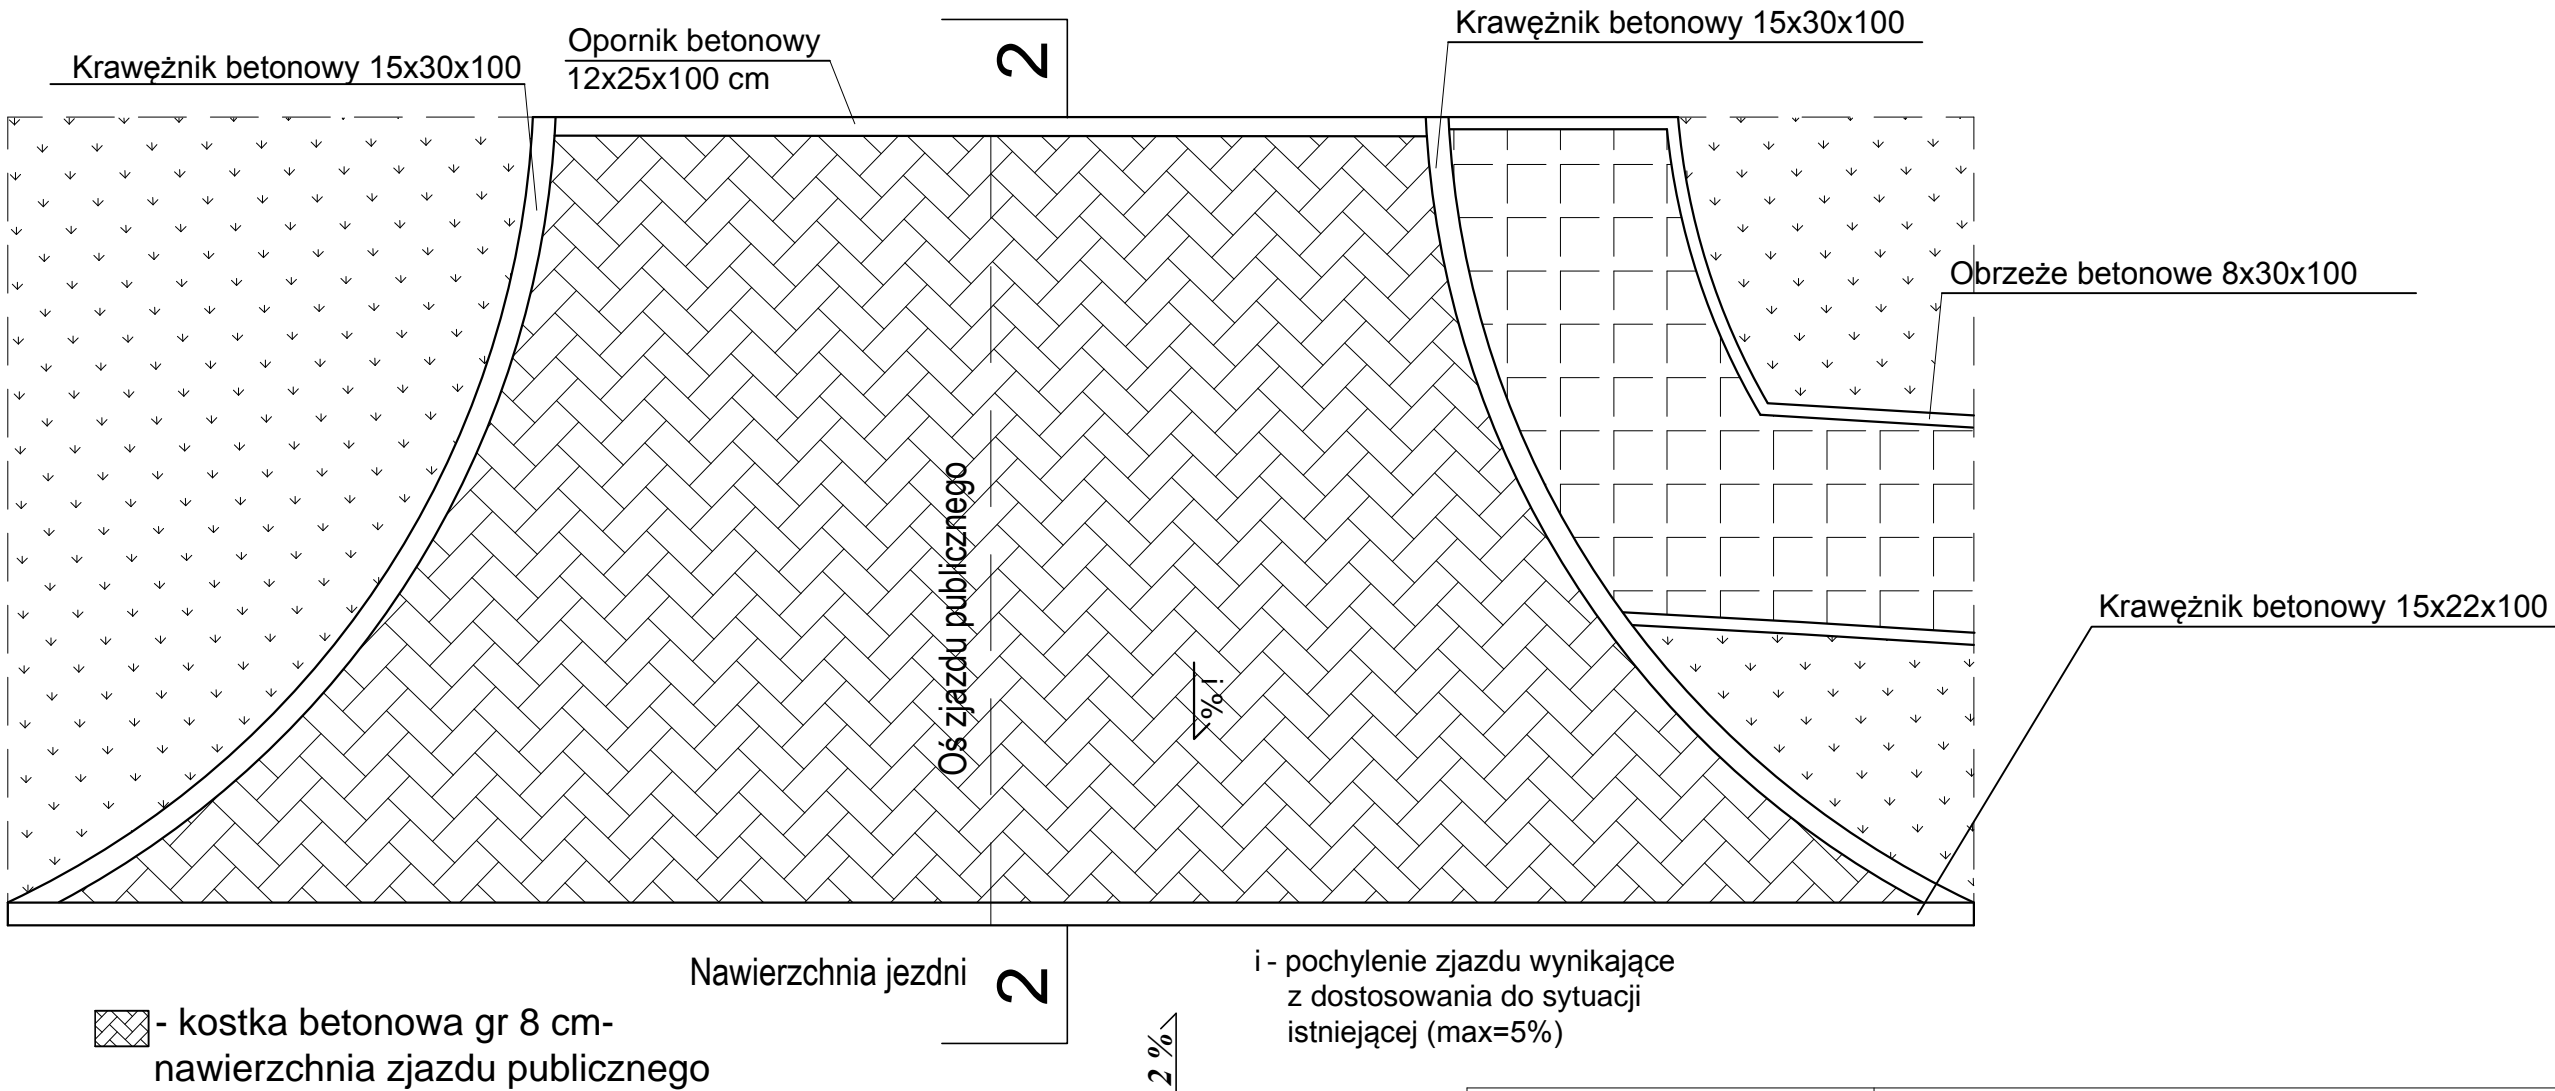 Krawężnik betonowy 15x30x100
Opornik betonowy
12x25x100 cm
2
Krawężnik betonowy 15x30x100
Obrzeże betonowe 8x30x100
Krawężnik betonowy 15x22x100
Oś zjazdu publicznego
i %
Nawierzchnia jezdni
2
i - pochylenie zjazdu wynikające
z dostosowania do sytuacji
istniejącej (max=5%)
- kostka betonowa gr 8 cm-
nawierzchnia zjazdu publicznego
2 %